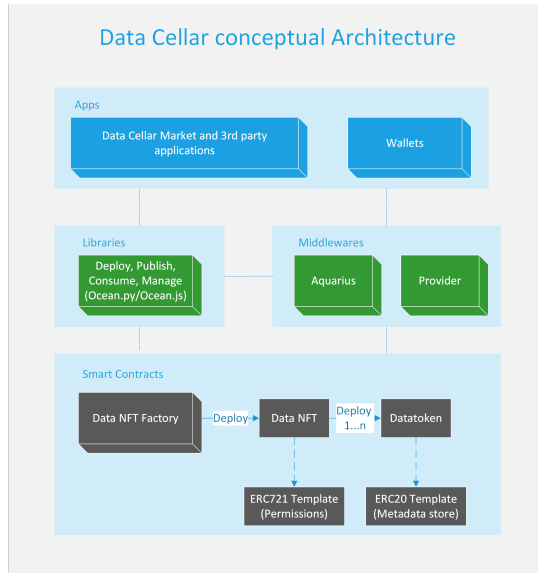 Data Cellar conceptual Architecture
Apps
Data Cellar Market and 3rd party
applications
Wallets
Libraries
Deploy, Publish,
Consume, Manage
(Ocean.py/Ocean.js)
Middlewares
Aquarius
Provider
Smart Contracts
Data NFT Factory
Deploy
Data NFT
Deploy
1...n
Datatoken
ERC721 Template
(Permissions)
ERC20 Template
(Metadata store)